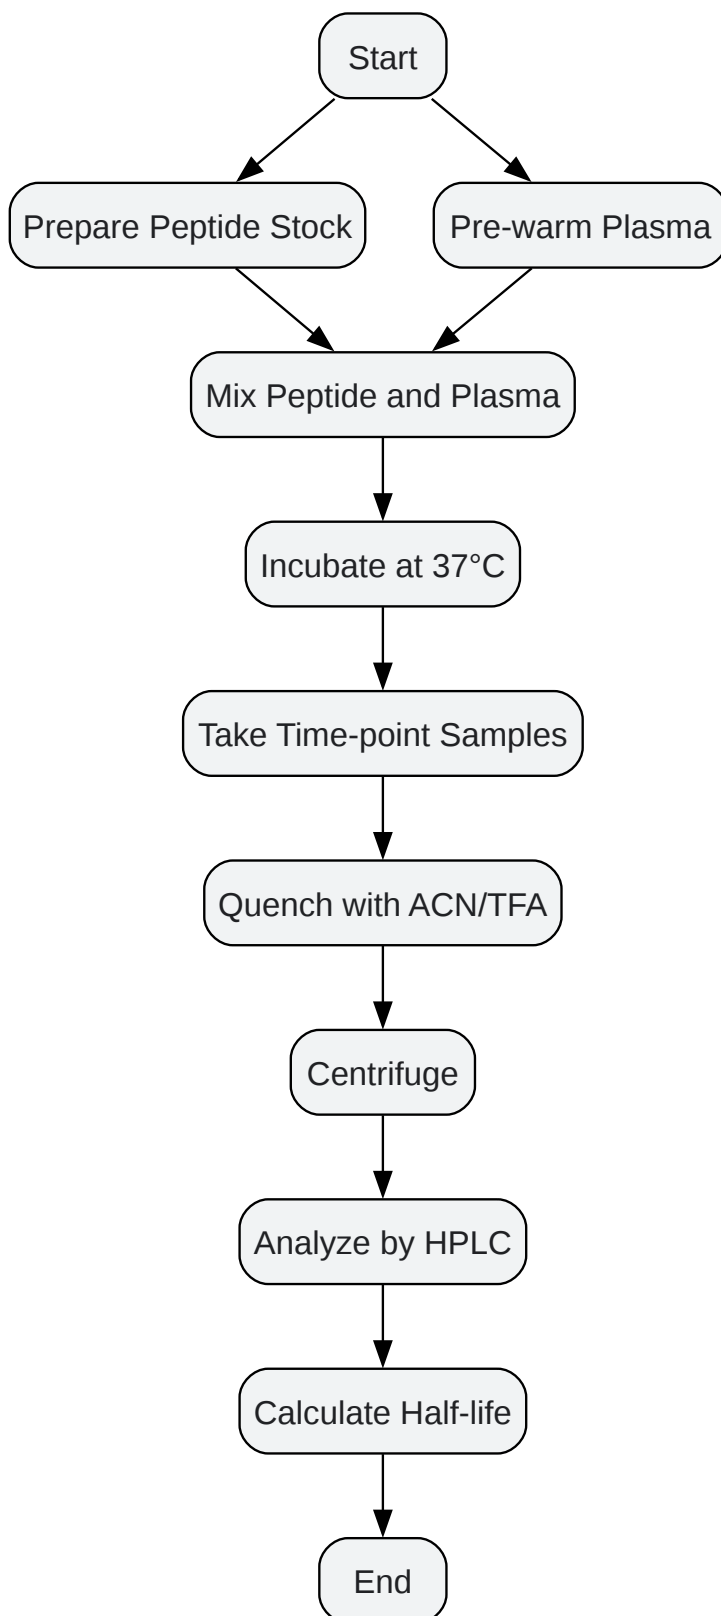 Start
Prepare Peptide Stock
Pre-warm Plasma
Mix Peptide and Plasma
Incubate at 37°C
Take Time-point Samples
Quench with ACN/TFA
Centrifuge
Analyze by HPLC
Calculate Half-life
End